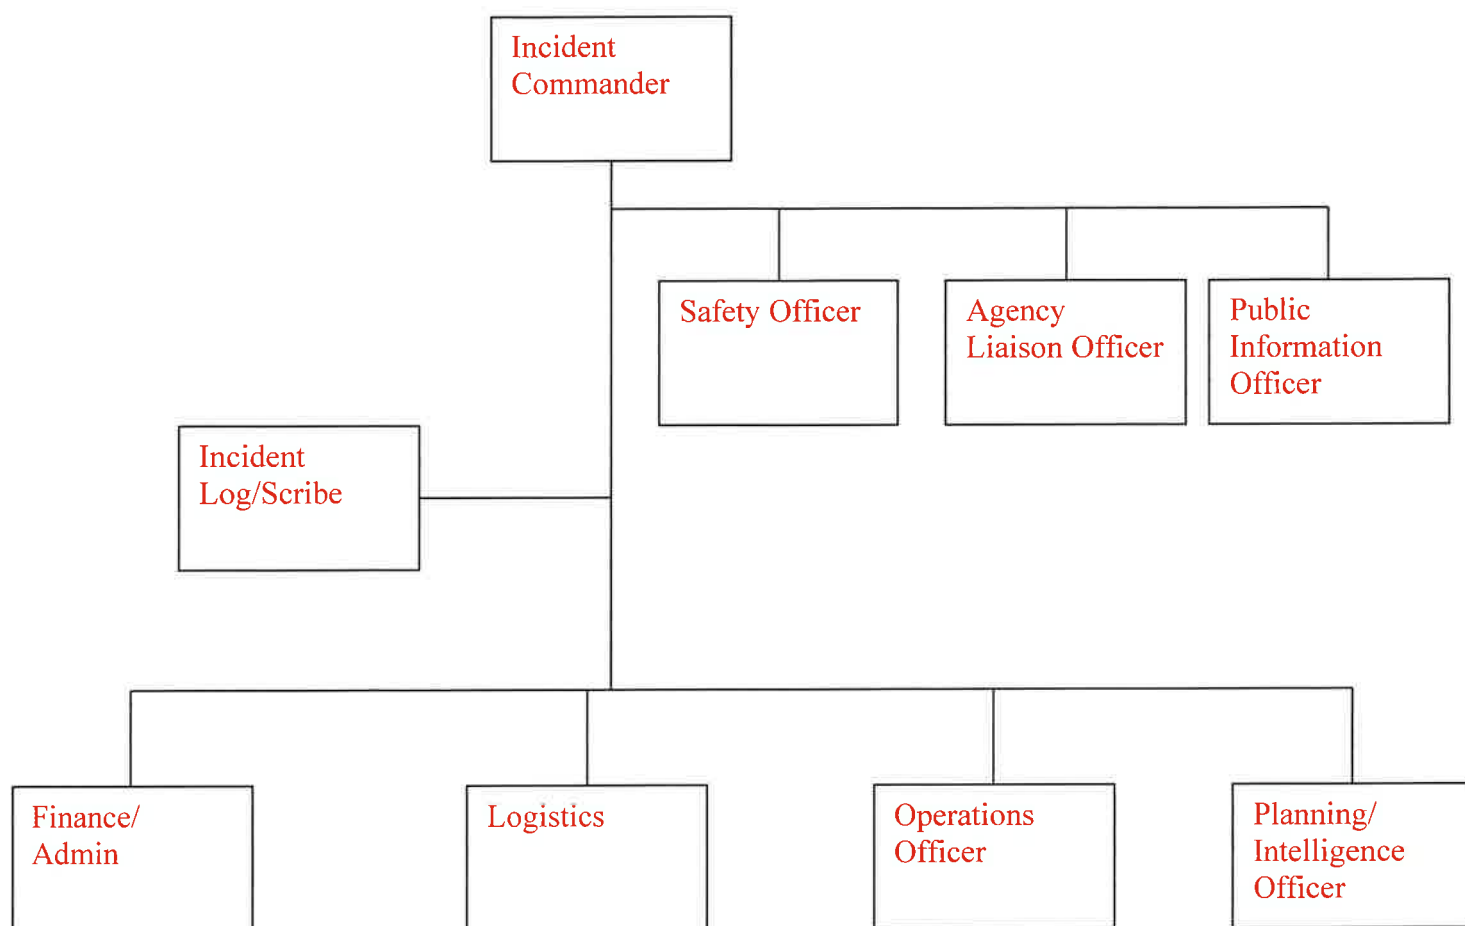 Incident
Commander
Safety Officer
Agency
Liaison Officer
Public
Information
Officer
Incident
Log/Scribe
Finance/
Admin
Logistics
Operations
Officer
Planning/
Intelligence
Officer